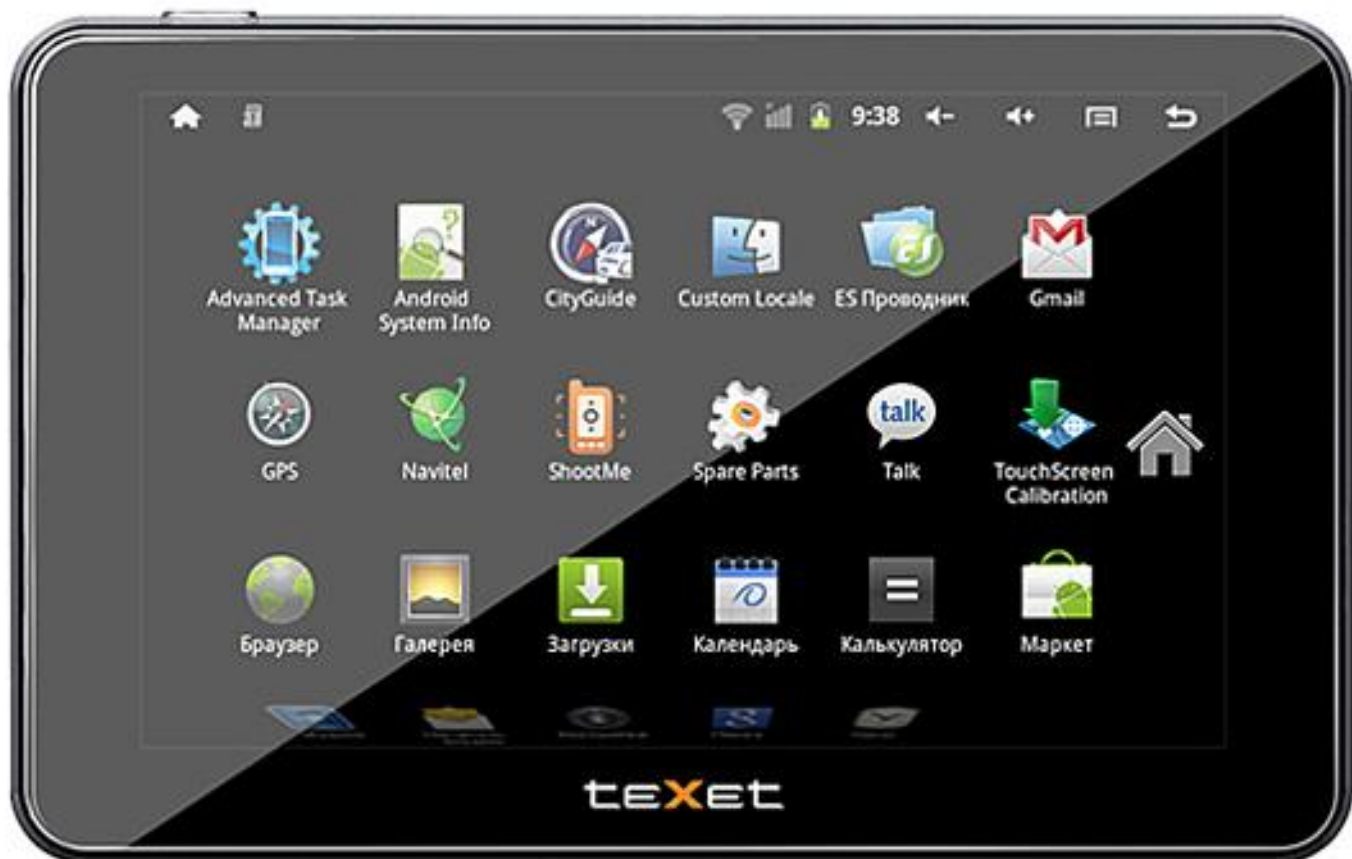 9:38
Advanced Task
Manager
Android
System Info
CityGuide
Custom Locale
ES Проводник
Gmail
GPS
Navitel
ShootMe
Spare Parts
talk
Talk
TouchScreen
Calibration
Браузер
Галерея
Загрузки
Календарь
Калькулятор
Маркет
teXet